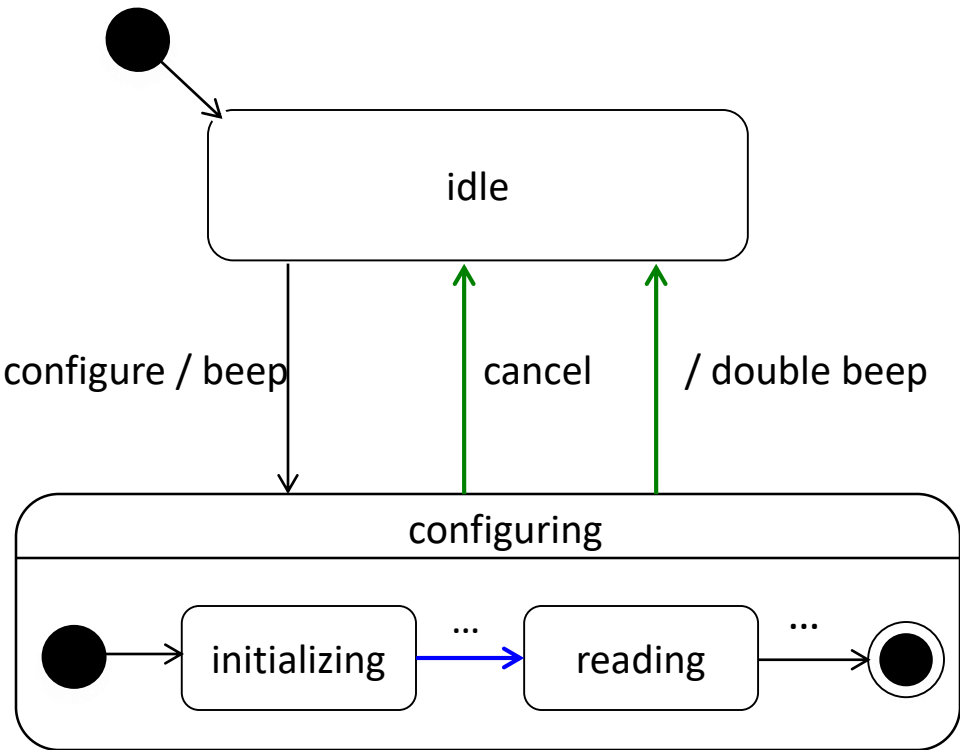 idle
configure / beep
cancel
/ double beep
configuring
initializing
...
reading
...